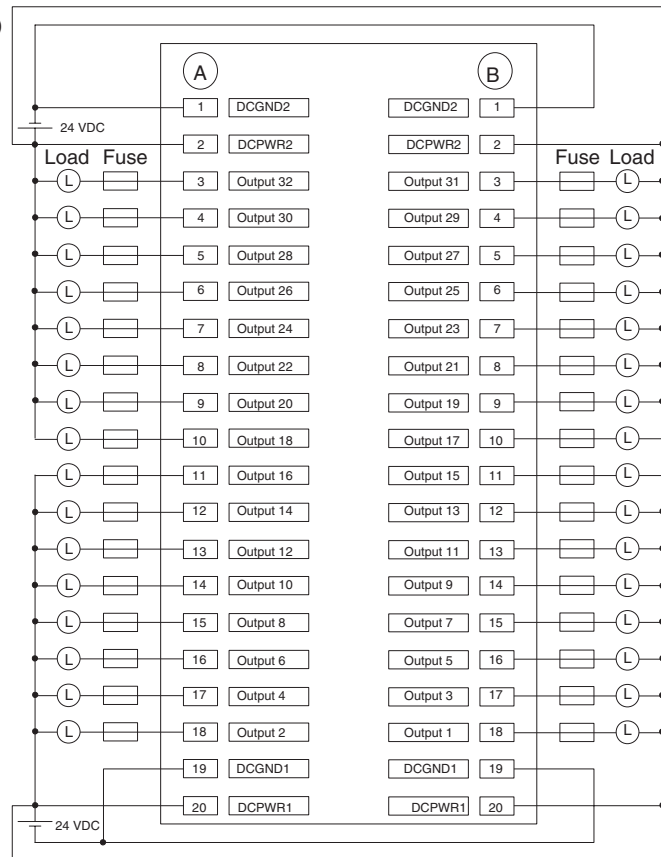 A B
1 DCGND2 DCGND2 1
24 VDC
2 DCPWR2 DCPWR2 2
Load Fuse Fuse Load
L 3 Output 32 Output 31 3 L
L 4 Output 30 Output 29 4 L
L 5 Output 28 Output 27 5 L
L 6 Output 26 Output 25 6 L
L 7 Output 24 Output 23 7 L
L 8 Output 22 Output 21 8 L
L 9 Output 20 Output 19 9 L
L 10 Output 18 Output 17 10 L
L 11 Output 16 Output 15 11 L
L 12 Output 14 Output 13 12 L
L 13 Output 12 Output 11 13 L
L 14 Output 10 Output 9 14 L
L 15 Output 8 Output 7 15 L
L 16 Output 6 Output 5 16 L
L 17 Output 4 Output 3 17 L
L 18 Output 2 Output 1 18 L
19 DCGND1 DCGND1 19
20 DCPWR1 DCPWR1 20
24 VDC